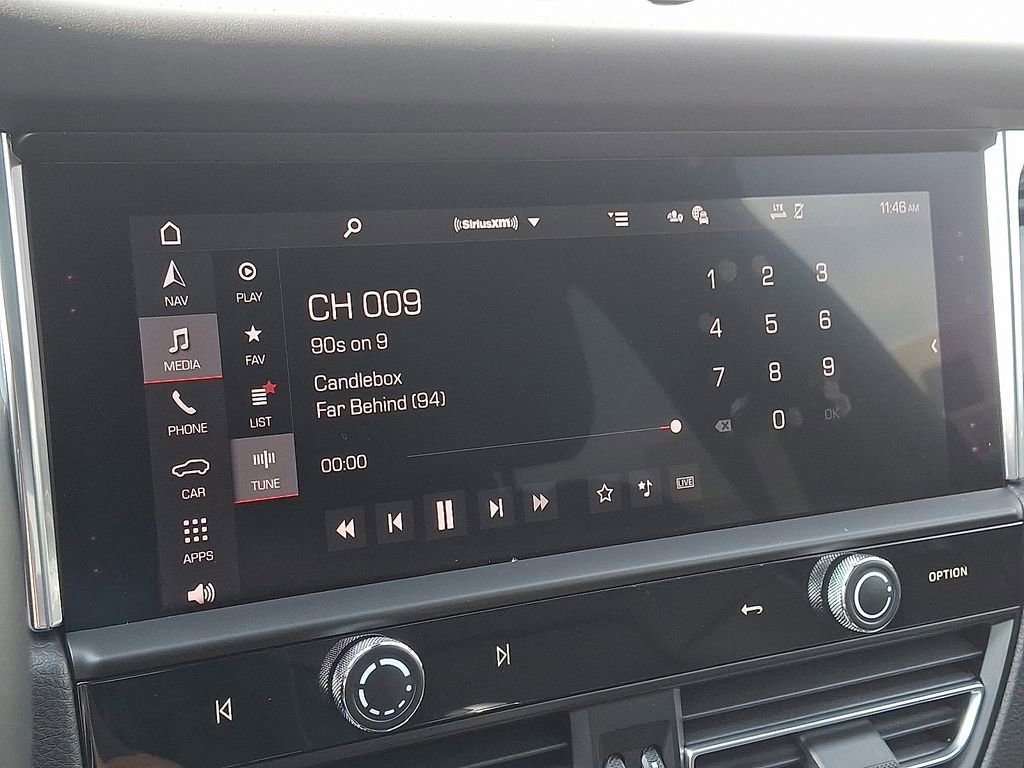 SiriusXM
LTE
11:46 AM
NAV
MEDIA
PHONE
CAR
APPS
PLAY
FAV
LIST
TUNE
CH 009
90s on 9
Candlebox
Far Behind (94)
00:00
LIVE
1 2 3
4 5 6
7 8 9
0 OK
OPTION